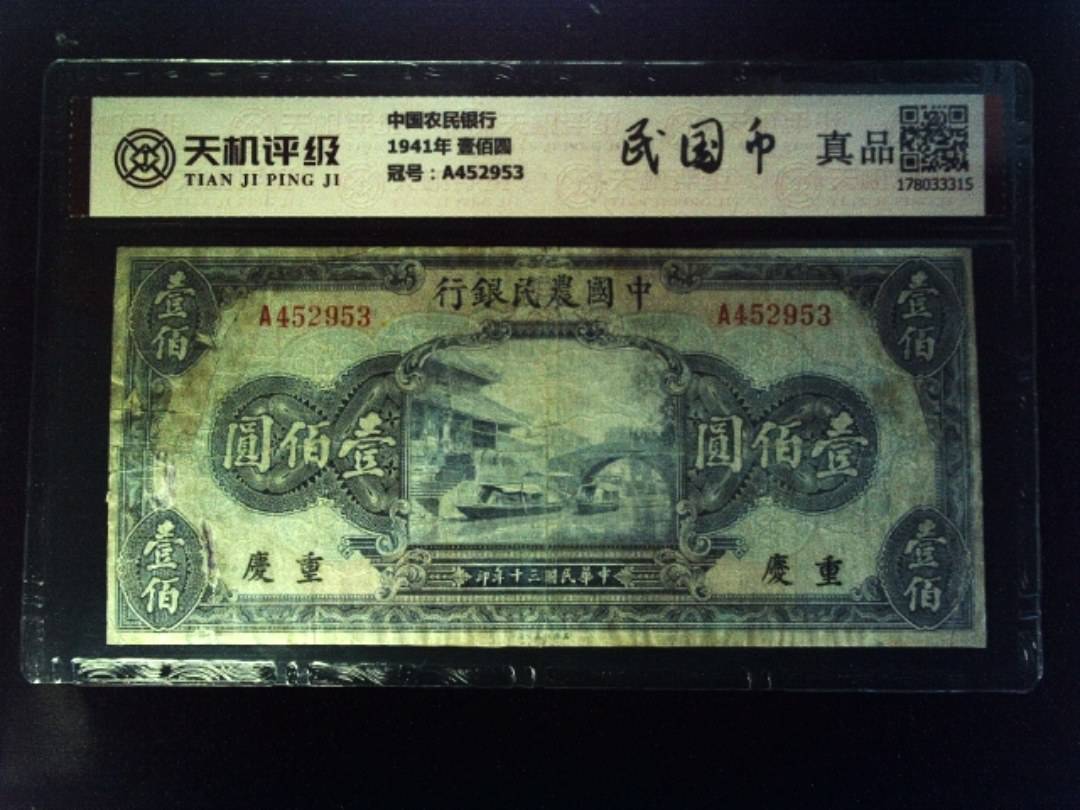 天机评级
TIAN JI PING JI
中国农民银行
1941年 壹佰圆
冠号：A452953
民国币
真品
178033315
行銀民農國中
壹佰
壹佰
A452953
A452953
圓佰壹
圓佰壹
壹佰
壹佰
慶重
慶重
印年十三國民華中